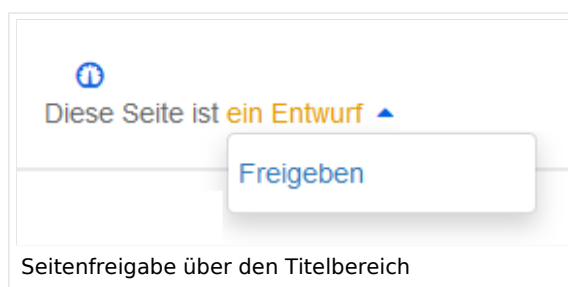 Diese Seite ist ein Entwurf
Freigeben
Seitenfreigabe über den Titelbereich